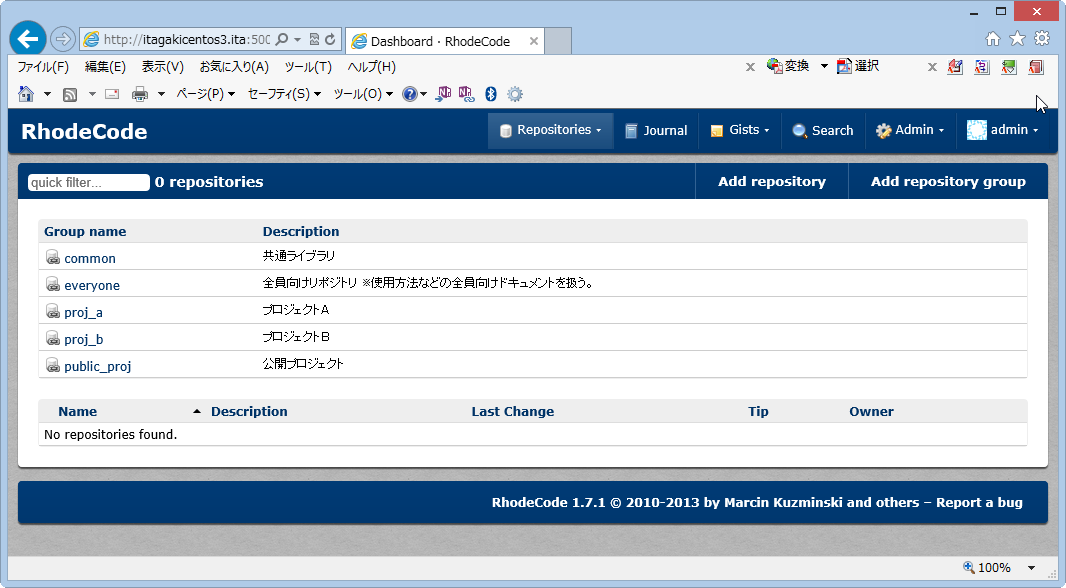 http://itagakicentos3.ita:500
Dashboard · RhodeCode
ファイル(F) 編集(E) 表示(V) お気に入り(A) ツール(T) ヘルプ(H)
変換 選択
ページ(P) セーフティ(S) ツール(O)
RhodeCode
Repositories Journal Gists Search Admin admin
quick filter... 0 repositories Add repository Add repository group
Group name Description
common 共通ライブラリ
everyone 全員向けリポジトリ ※使用方法などの全員向けドキュメントを扱う。
proj_a プロジェクトA
proj_b プロジェクトB
public_proj 公開プロジェクト
Name Description Last Change Tip Owner
No repositories found.
RhodeCode 1.7.1 © 2010-2013 by Marcin Kuzminski and others – Report a bug
100%